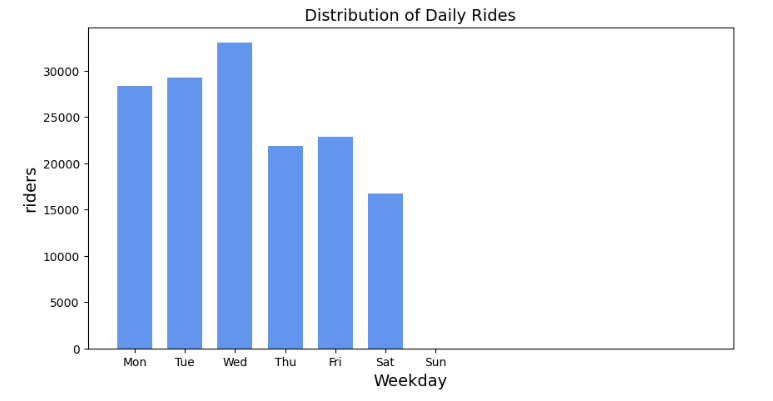 Distribution of Daily Rides
riders
30000
25000
20000
15000
10000
5000
0
Mon Tue Wed Thu Fri Sat Sun
Weekday